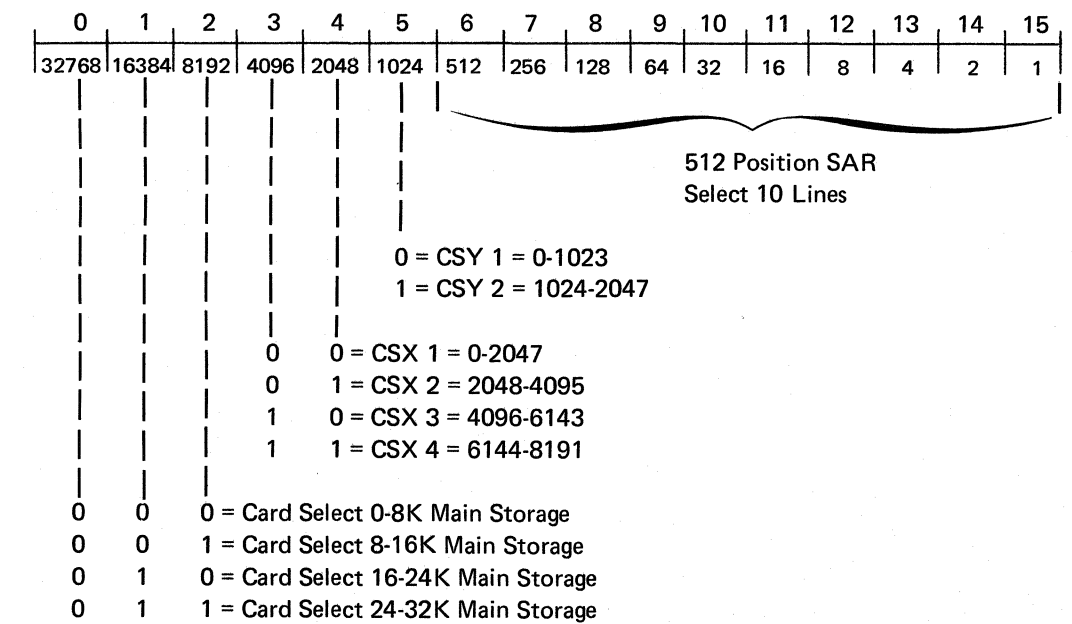 0 1 2 3 4 5 6 7 8 9 10 11 12 13 14 15
32768 16384 8192 4096 2048 1024 512 256 128 64 32 16 8 4 2 1
512 Position SAR
Select 10 Lines
0 = CSY 1 = 0-1023
1 = CSY 2 = 1024-2047
0 0 = CSX 1 = 0-2047
0 1 = CSX 2 = 2048-4095
1 0 = CSX 3 = 4096-6143
1 1 = CSX 4 = 6144-8191
0 0 0 = Card Select 0-8K Main Storage
0 0 1 = Card Select 8-16K Main Storage
0 1 0 = Card Select 16-24K Main Storage
0 1 1 = Card Select 24-32K Main Storage